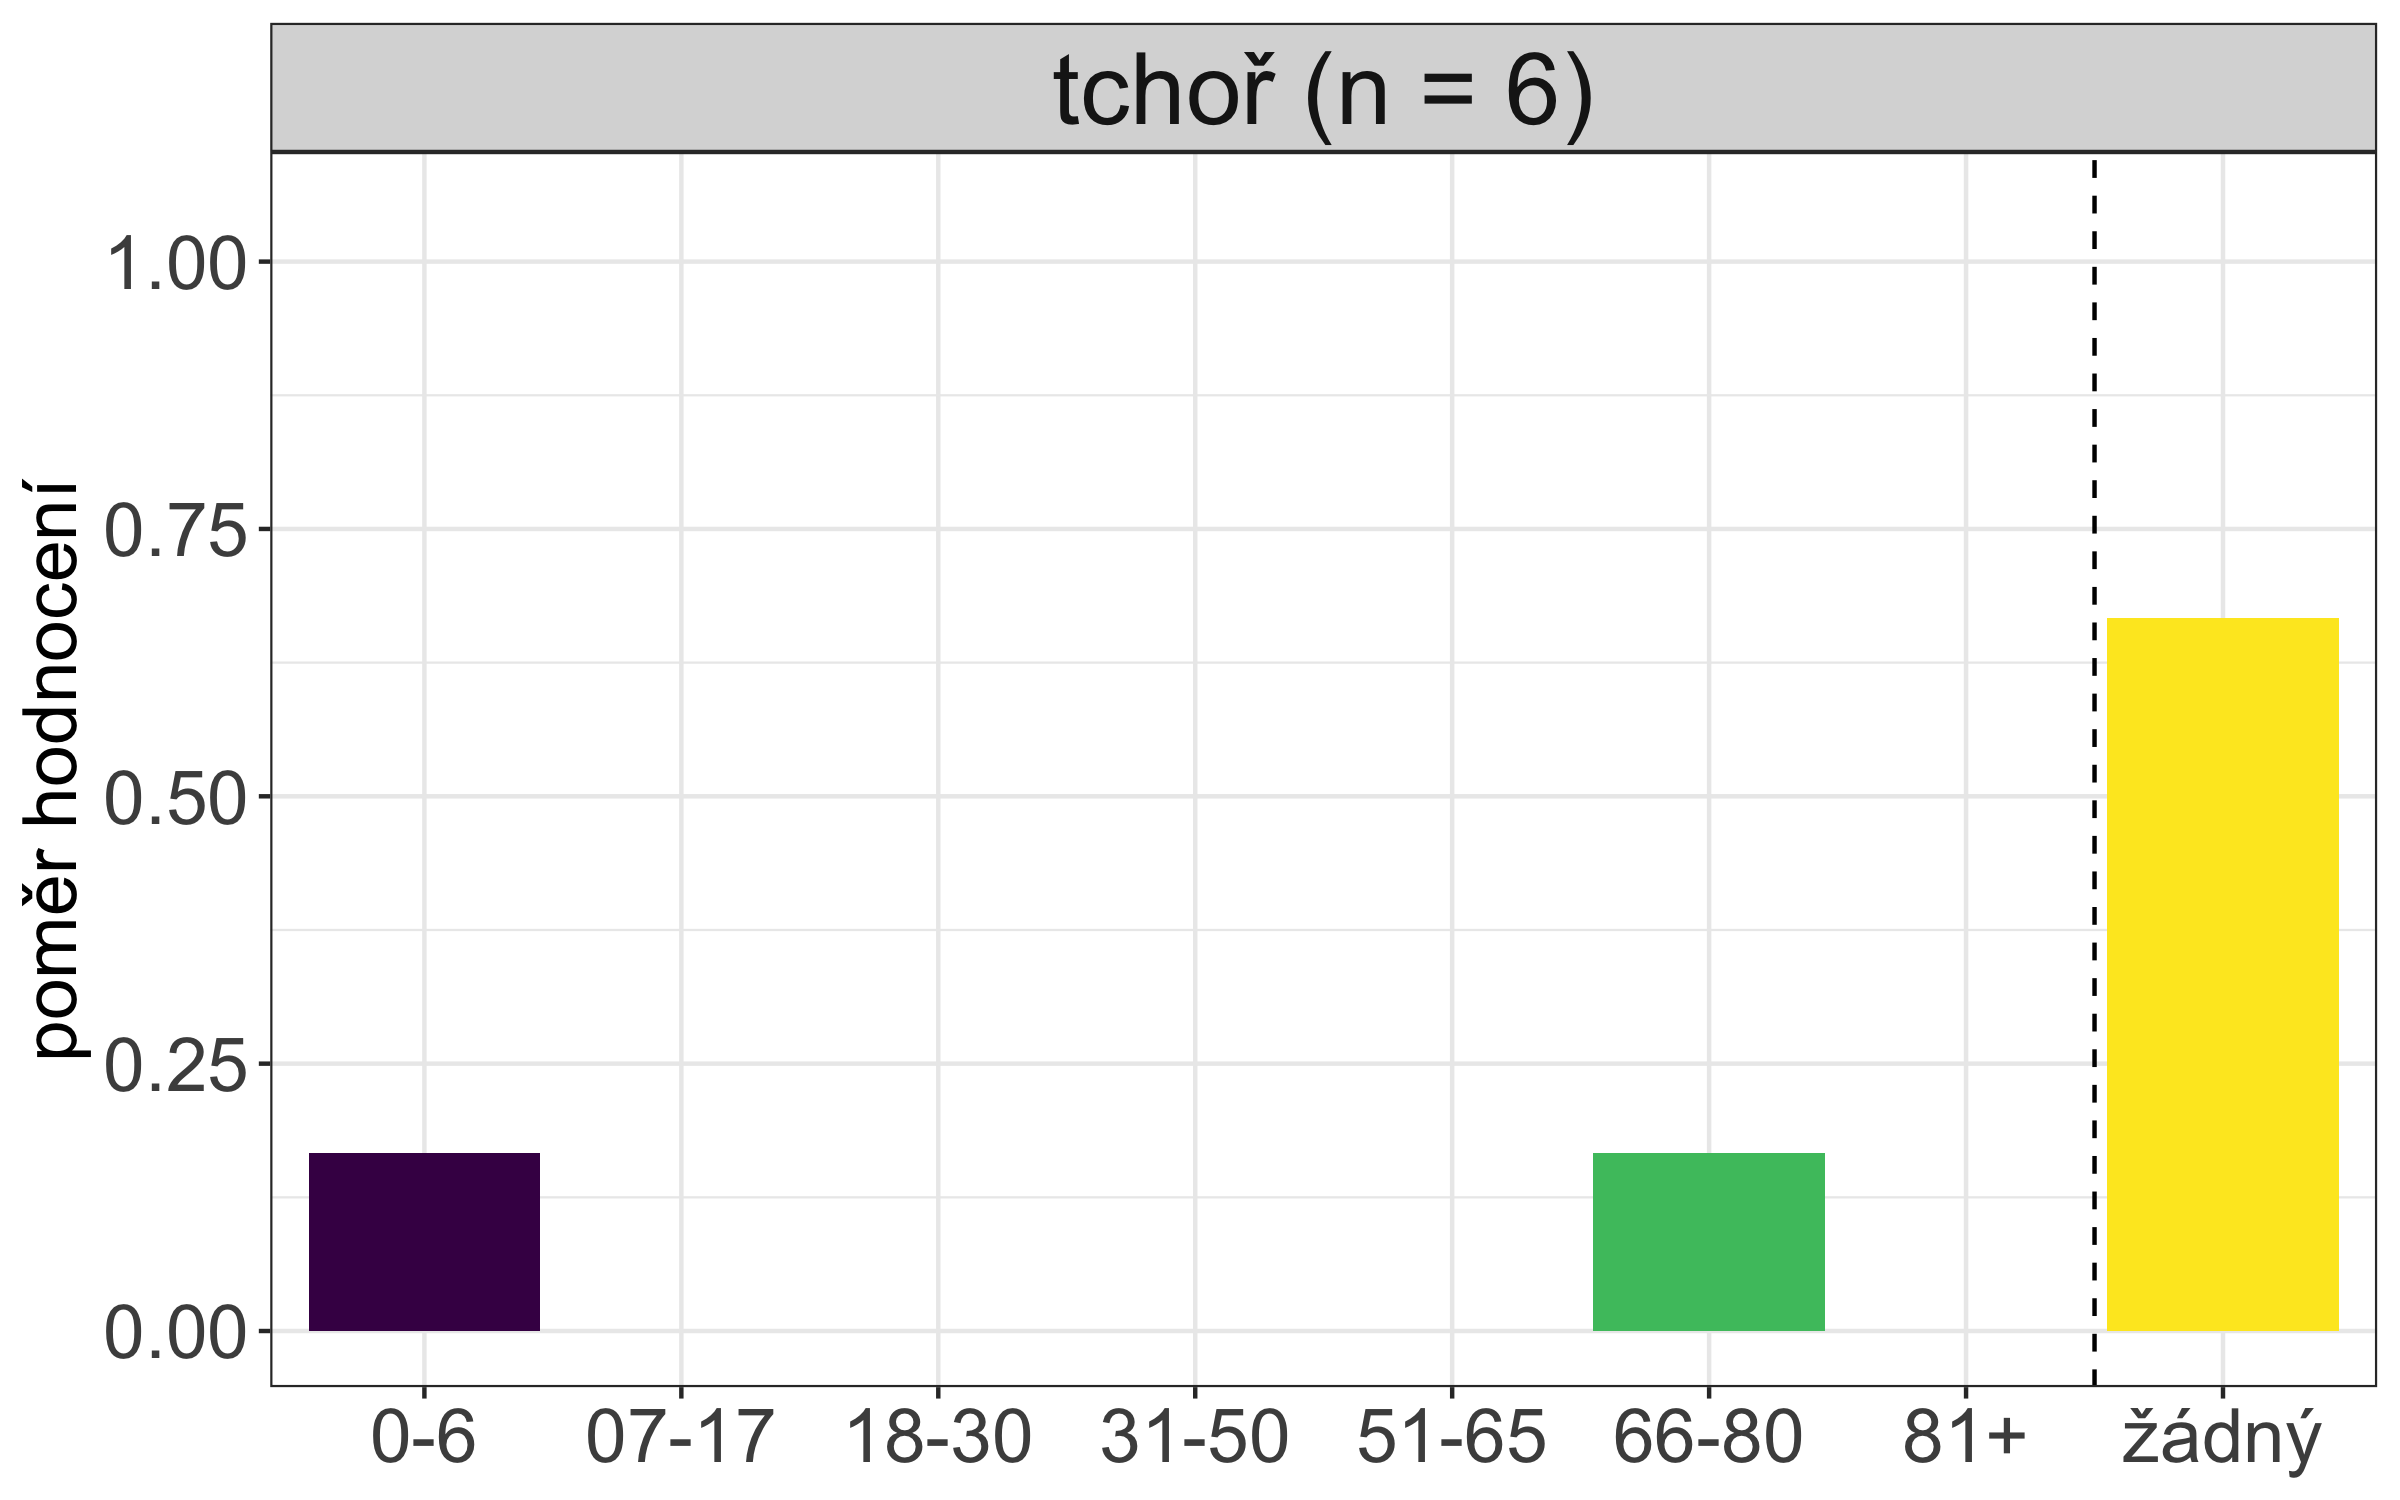 tchoř (n = 6)
poměr hodnocení
1.00
0.75
0.50
0.25
0.00
0-6 07-17 18-30 31-50 51-65 66-80 81+ žádný